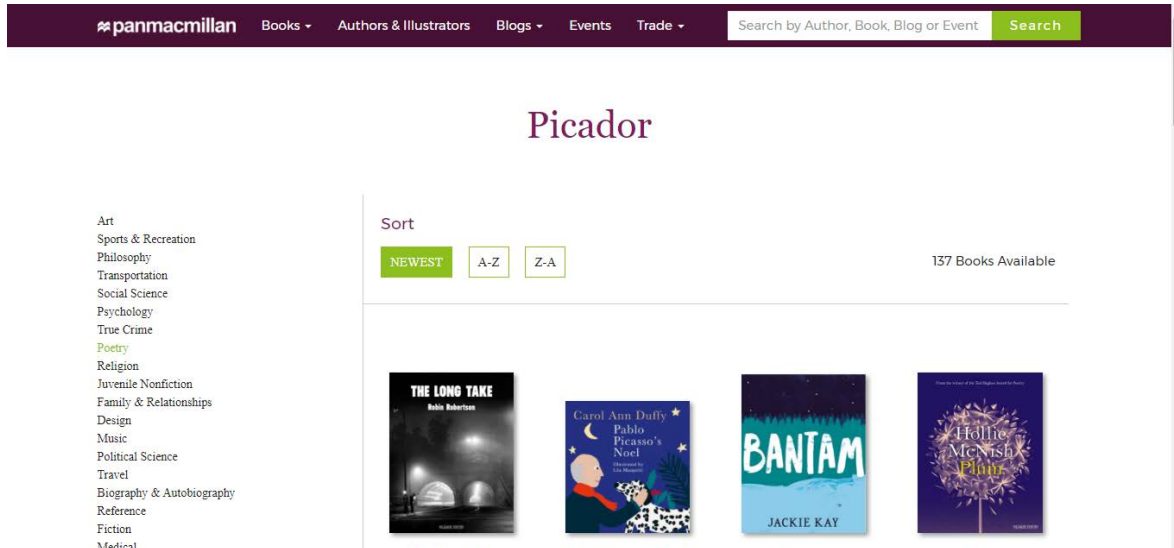 panmacmillan Books Authors & Illustrators Blogs Events Trade Search by Author, Book, Blog or Event Search
Picador
Art
Sports & Recreation
Philosophy
Transportation
Social Science
Psychology
True Crime
Poetry
Religion
Juvenile Nonfiction
Family & Relationships
Design
Music
Political Science
Travel
Biography & Autobiography
Reference
Fiction
Medical
Sort
NEWEST A-Z Z-A 137 Books Available
THE LONG TAKE
Robin Robertson
Carol Ann Duffy
Pablo
Picasso's
Noel
BANTAM
JACKIE KAY
Hollie
McNish
Plum